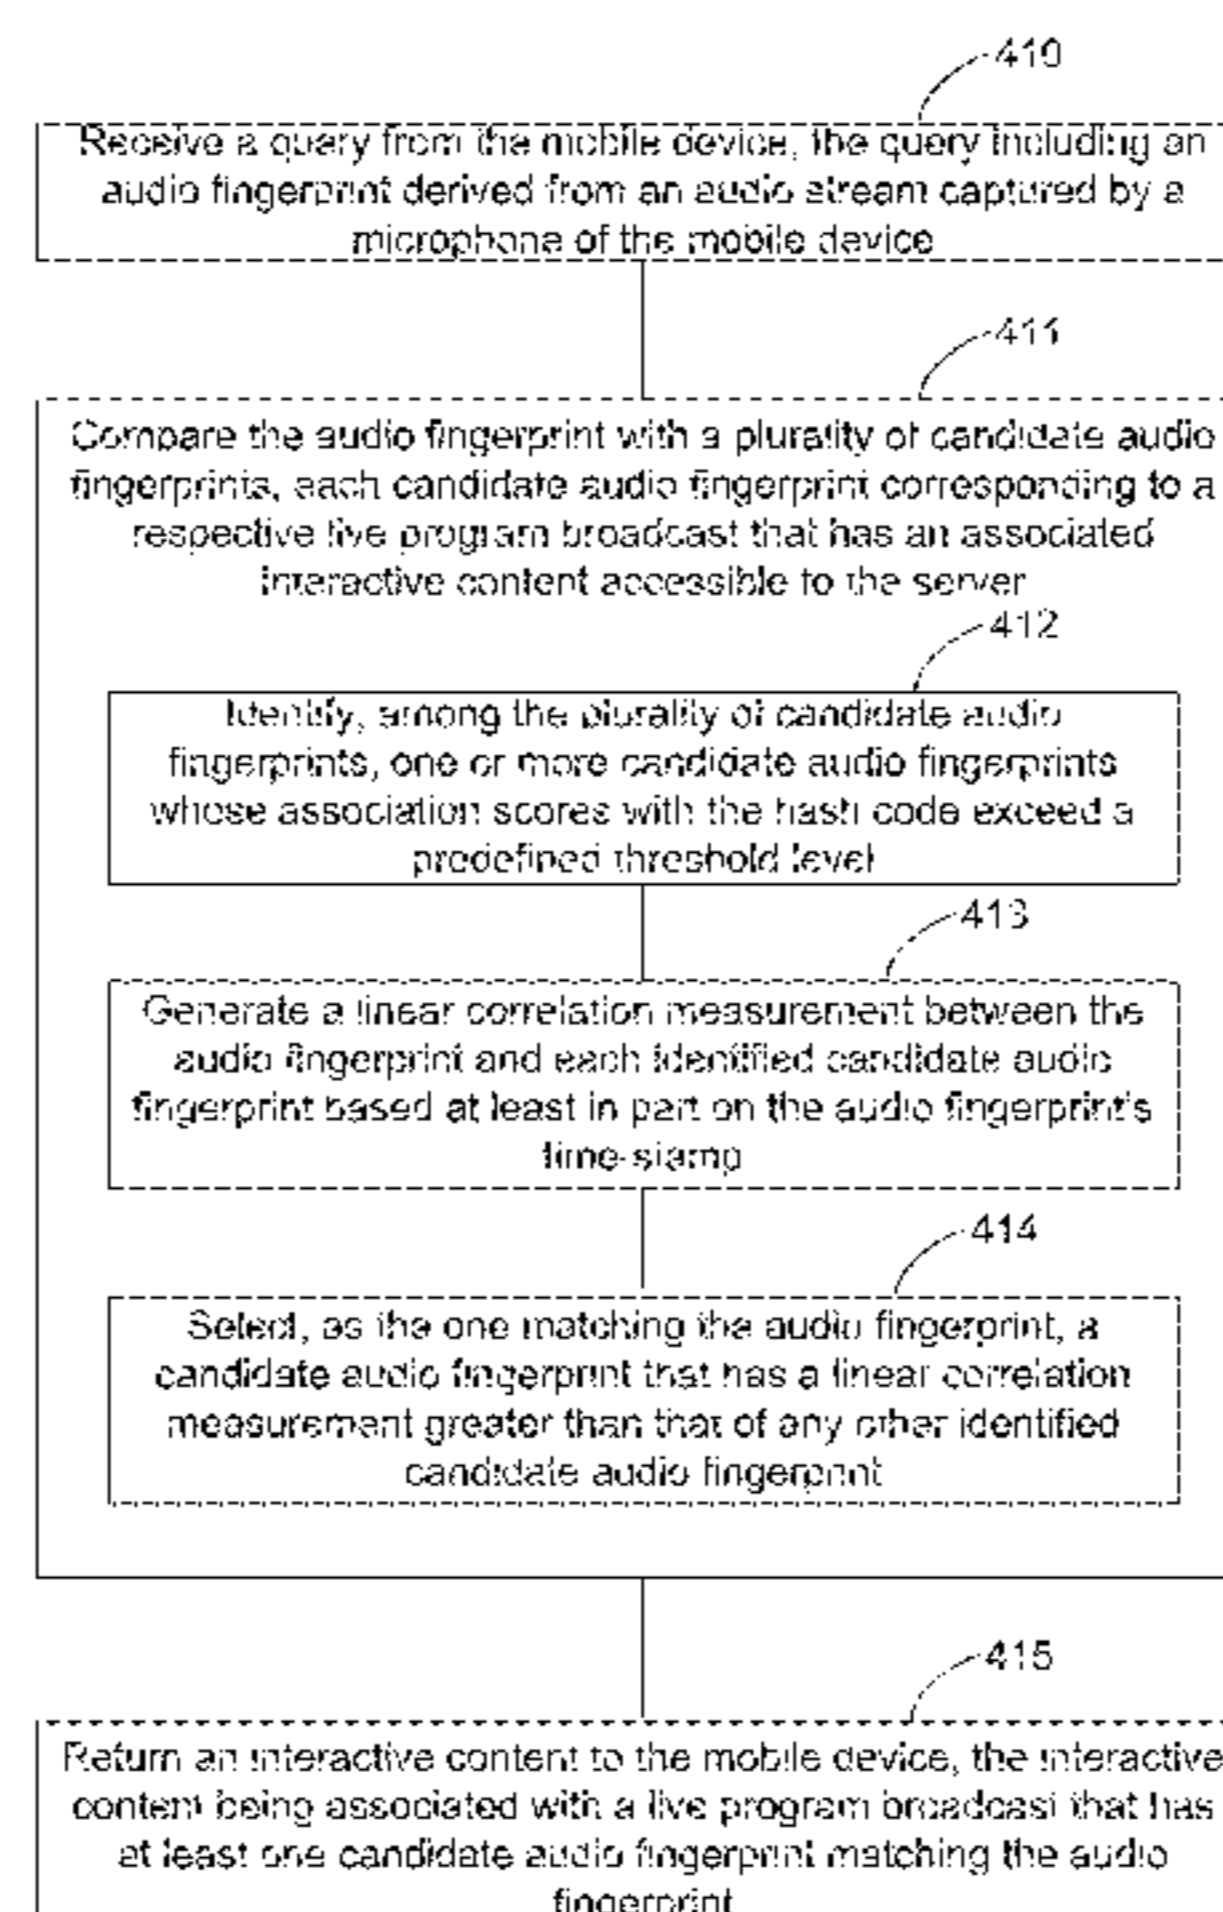 410
Receive a query from the mobile device, the query including an
audio fingerprint derived from an audio stream captured by a
microphone of the mobile device
411
Compare the audio fingerprint with a plurality of candidate audio
fingerprints, each candidate audio fingerprint corresponding to a
respective live program broadcast that has an associated
interactive content accessible to the server
412
Identify, among the plurality of candidate audio
fingerprints, one or more candidate audio fingerprints
whose association scores with the hash code exceed a
predefined threshold level
413
Generate a linear correlation measurement between the
audio fingerprint and each identified candidate audio
fingerprint based at least in part on the audio fingerprint's
time-stamp
414
Select, as the one matching the audio fingerprint, a
candidate audio fingerprint that has a linear correlation
measurement greater than that of any other identified
candidate audio fingerprint
415
Return an interactive content to the mobile device, the interactive
content being associated with a live program broadcast that has
at least one candidate audio fingerprint matching the audio
fingerprint